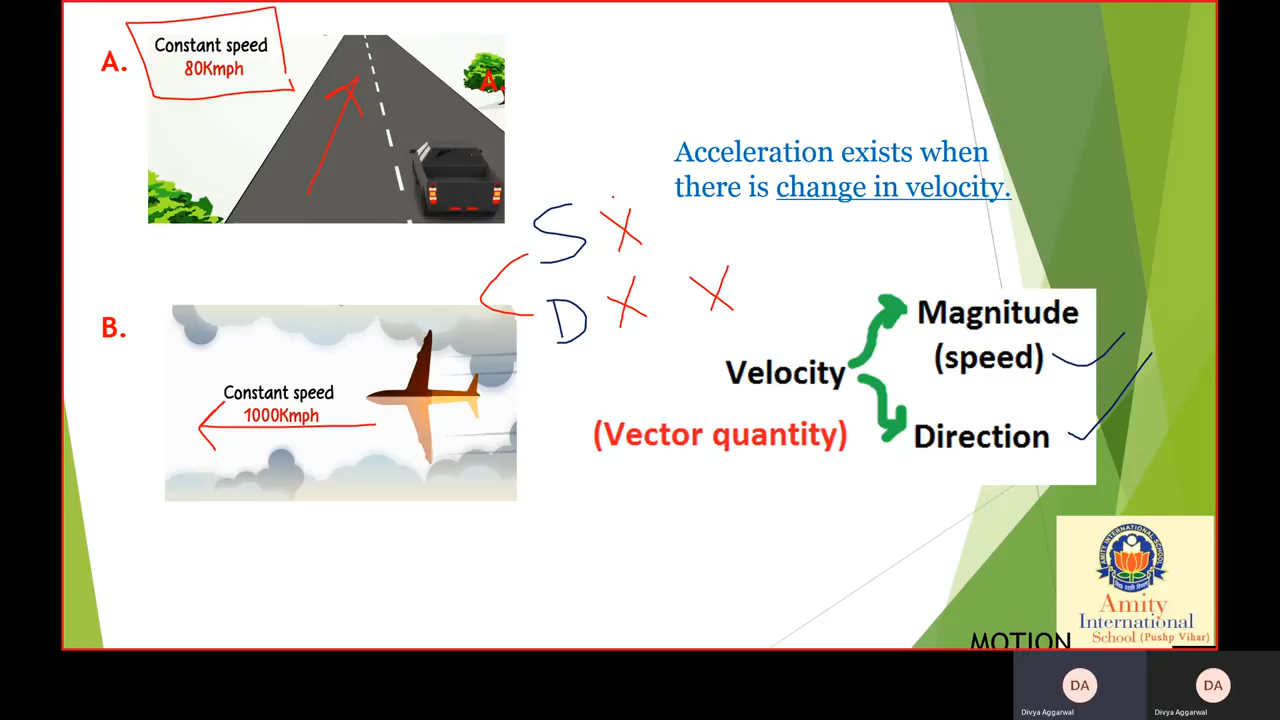 A.
Constant speed
80Kmph
A.
Acceleration exists when
there is change in velocity.
S X
D X X
B.
Constant speed
1000Kmph
Velocity
(Vector quantity)
Magnitude
(speed)
Direction
Amity
International
School (Pushp Vihar)
MOTION
DA
Divya Aggarwal
DA
Divya Aggarwal